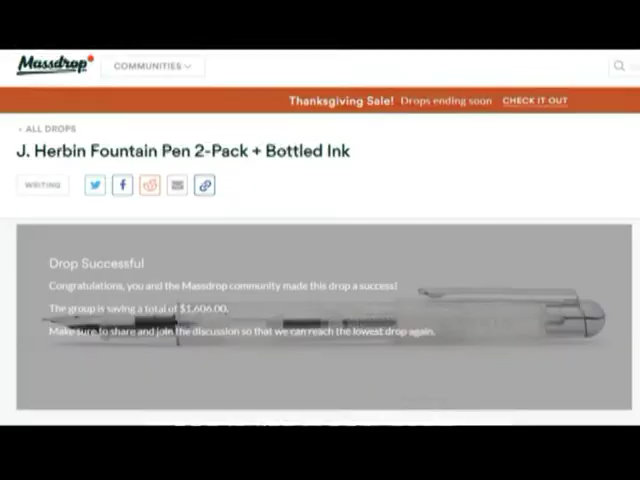 Massdrop
COMMUNITIES
Thanksgiving Sale! Drops ending soon CHECK IT OUT
‹ ALL DROPS
J. Herbin Fountain Pen 2-Pack + Bottled Ink
WRITING
Drop Successful
Congratulations, you and the Massdrop community made this drop a success!
The group is saving a total of $1,606.00.
Make sure to share and join the discussion so that we can reach the lowest drop again.